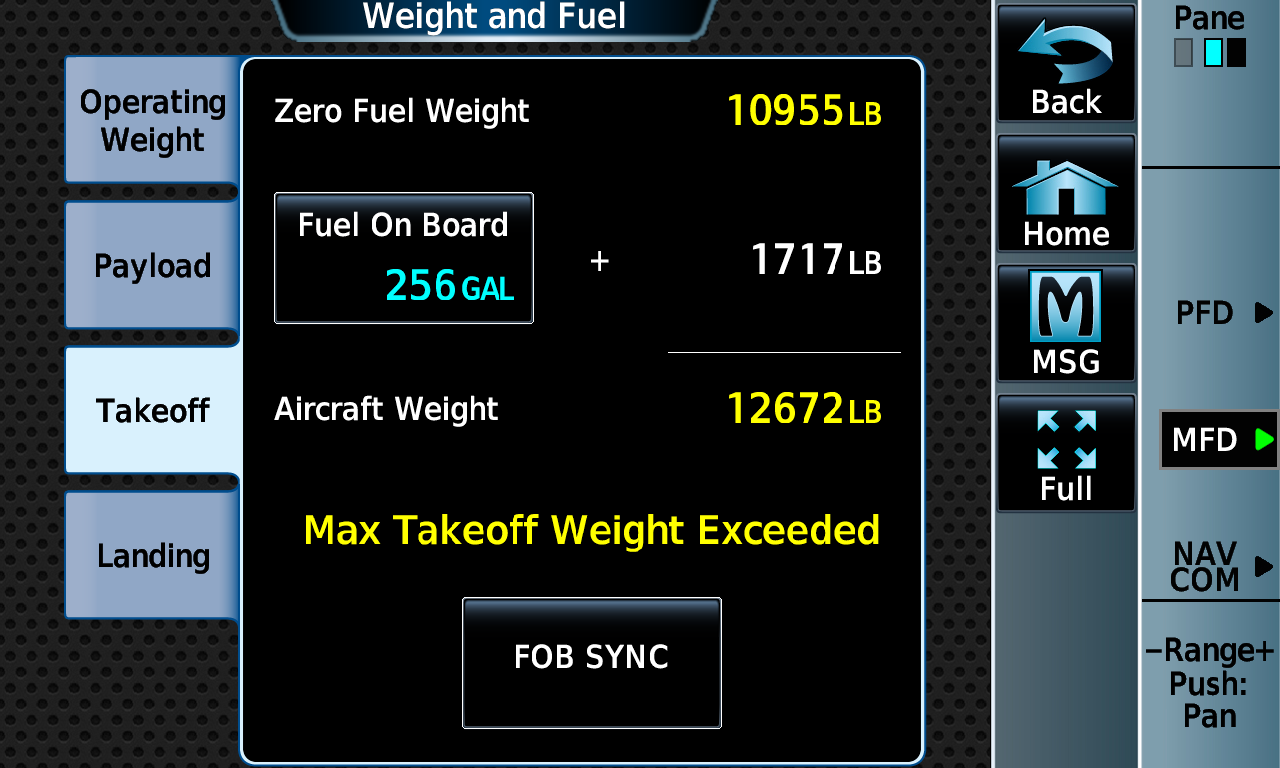 Weight and Fuel
Operating
Weight
Payload
Takeoff
Landing
Zero Fuel Weight 10955LB
Fuel On Board
256GAL
+ 1717LB
Aircraft Weight 12672LB
Max Takeoff Weight Exceeded
FOB SYNC
Back
Home
M
MSG
Full
Pane
PFD
MFD
NAV
COM
−Range+
Push:
Pan